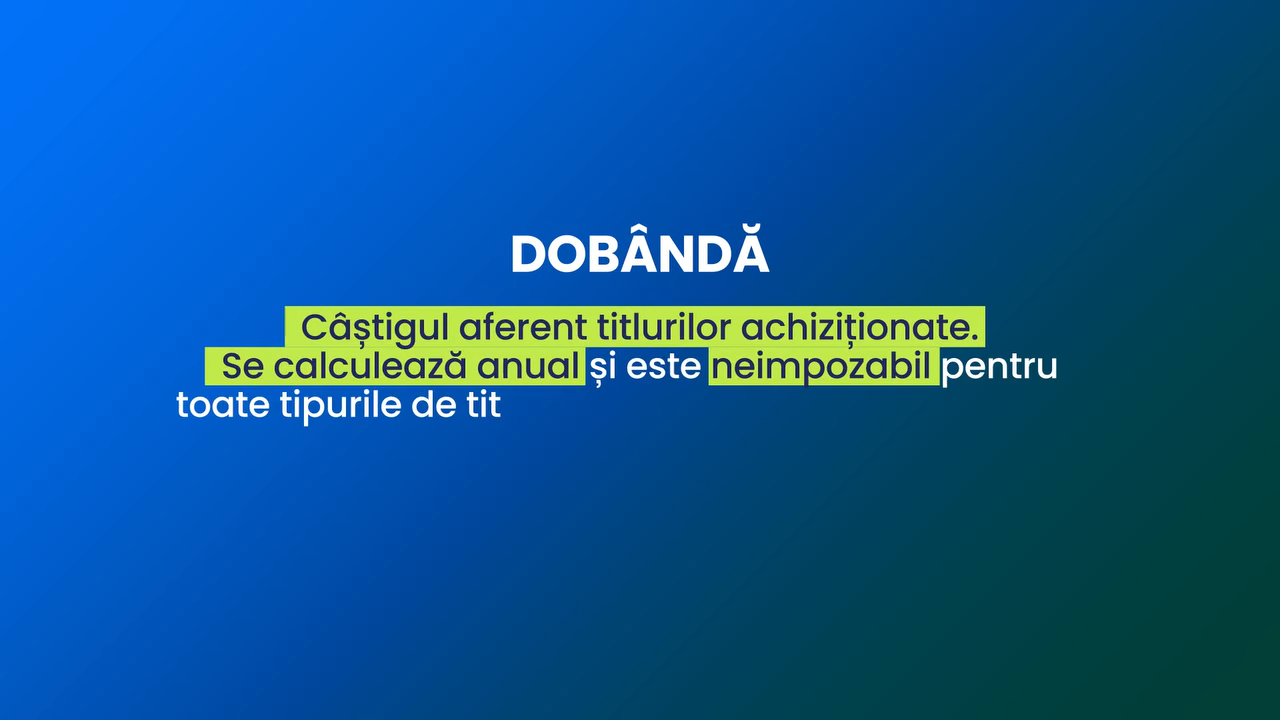 DOBÂNDĂ
Câștigul aferent titlurilor achiziționate.
Se calculează anual și este neimpozabil pentru
toate tipurile de tit